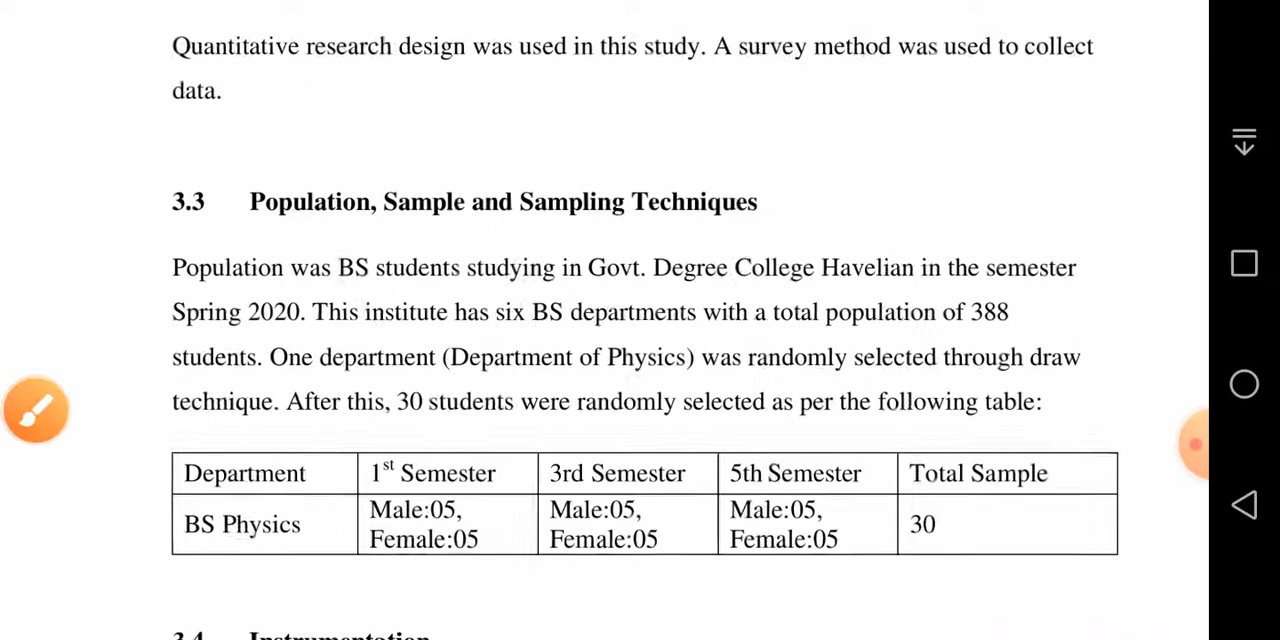 Quantitative research design was used in this study. A survey method was used to collect
data.
3.3 Population, Sample and Sampling Techniques
Population was BS students studying in Govt. Degree College Havelian in the semester
Spring 2020. This institute has six BS departments with a total population of 388
students. One department (Department of Physics) was randomly selected through draw
technique. After this, 30 students were randomly selected as per the following table:
Department 1st Semester 3rd Semester 5th Semester Total Sample
BS Physics Male:05, Female:05 Male:05, Female:05 Male:05, Female:05 30
3.4 Instrumentation